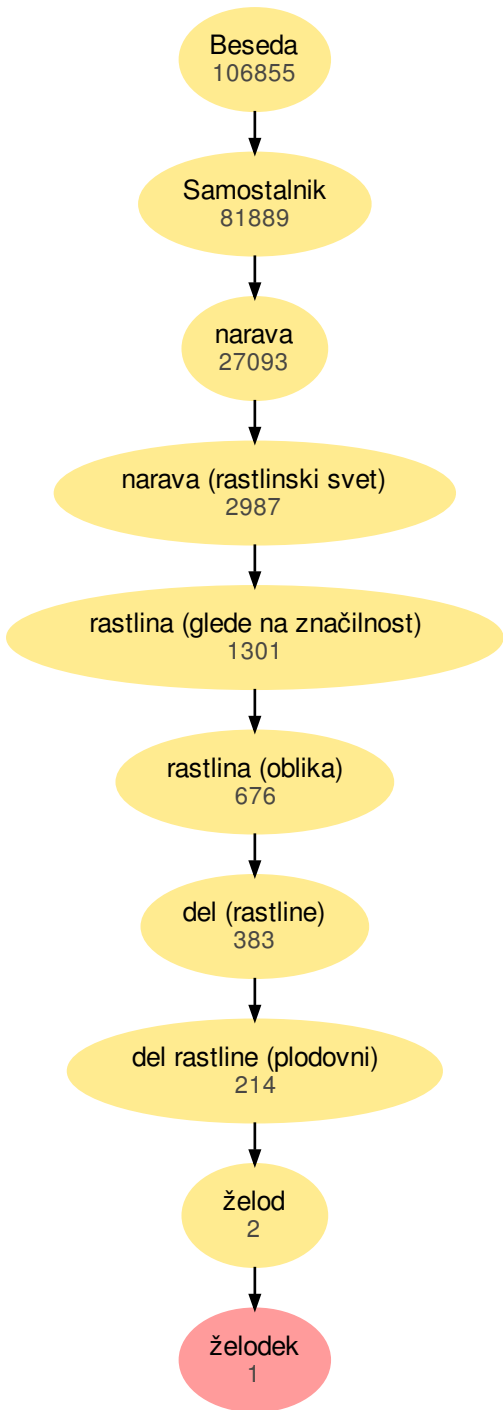 Beseda
106855
Samostalnik
81889
narava
27093
narava (rastlinski svet)
2987
rastlina (glede na značilnost)
1301
rastlina (oblika)
676
del (rastline)
383
del rastline (plodovni)
214
želod
2
želodek
1